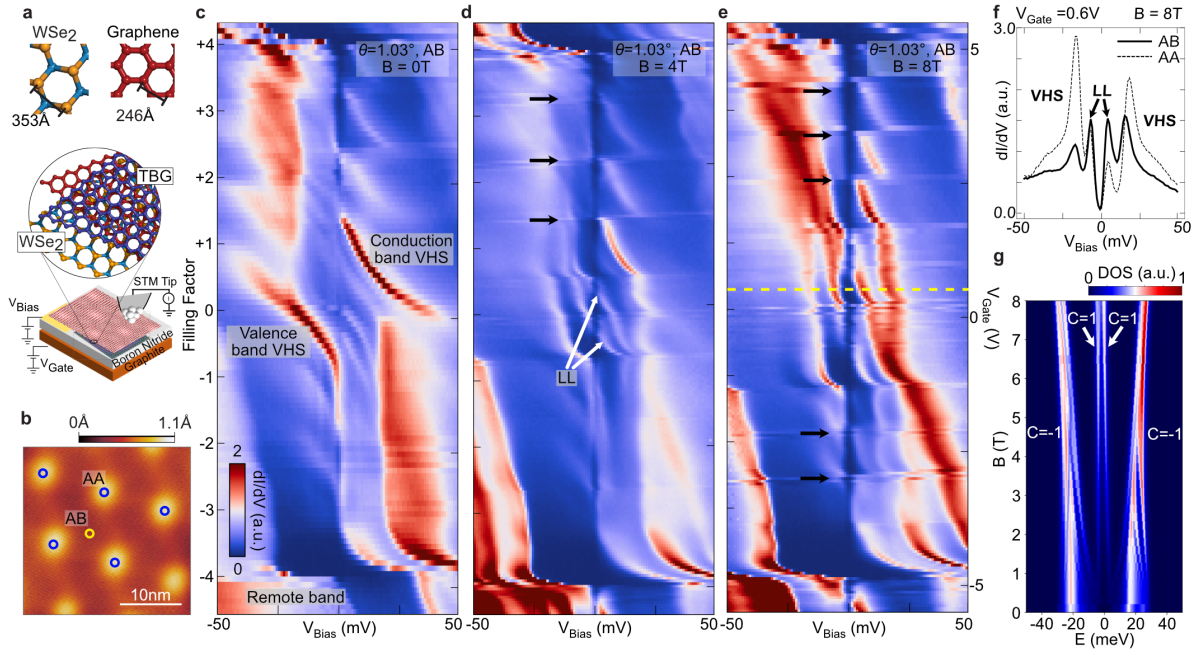 a
WSe2
Graphene
353Å
246Å
TBG
WSe2
STM Tip
VBias
VGate
Boron Nitride
Graphite
b
0Å
1.1Å
AA
AB
10nm
c
θ=1.03°, AB
B = 0T
Filling Factor
+4
+3
+2
+1
0
-1
-2
-3
-4
Conduction
band VHS
Valence
band VHS
2
0
dI/dV (a.u.)
Remote band
-50
VBias (mV)
50
d
θ=1.03°, AB
B = 4T
LL
-50
VBias (mV)
50
e
θ=1.03°, AB
B = 8T
5
0
-5
VGate (V)
-50
VBias (mV)
50
f
VGate=0.6V
B = 8T
3.0
0.0
dI/dV (a.u.)
AB
AA
VHS
LL
VHS
-50
0
50
VBias (mV)
g
0
DOS (a.u.)
1
8
7
6
5
4
3
2
1
0
B (T)
C=1
C=1
C=-1
C=-1
-40
-20
0
20
40
E (meV)